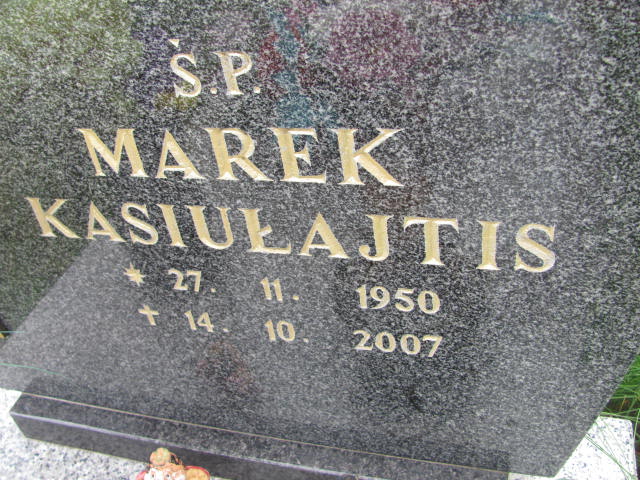 Ś.P.
MAREK
KASIUŁAJTIS
* 27. 11. 1950
✝ 14. 10. 2007